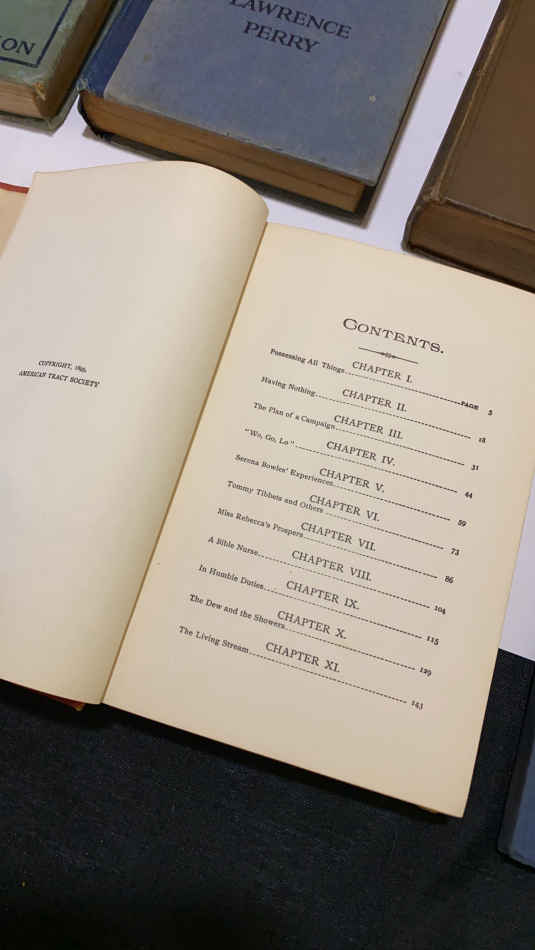 ON
LAWRENCE
PERRY
COPYRIGHT, 1895,
AMERICAN TRACT SOCIETY
CONTENTS.
CHAPTER I.
PAGE
Possessing All Things 5
CHAPTER II.
Having Nothing 18
CHAPTER III.
The Plan of a Campaign 31
CHAPTER IV.
"Wo, Go, Lo" 44
CHAPTER V.
Serena Bowles' Experiences 59
CHAPTER VI.
Tommy Tibbets and Others 73
CHAPTER VII.
Miss Rebecca's Prospers 86
CHAPTER VIII.
A Bible Nurse 104
CHAPTER IX.
In Humble Duties 115
CHAPTER X.
The Dew and the Showers 129
CHAPTER XI.
The Living Stream 143